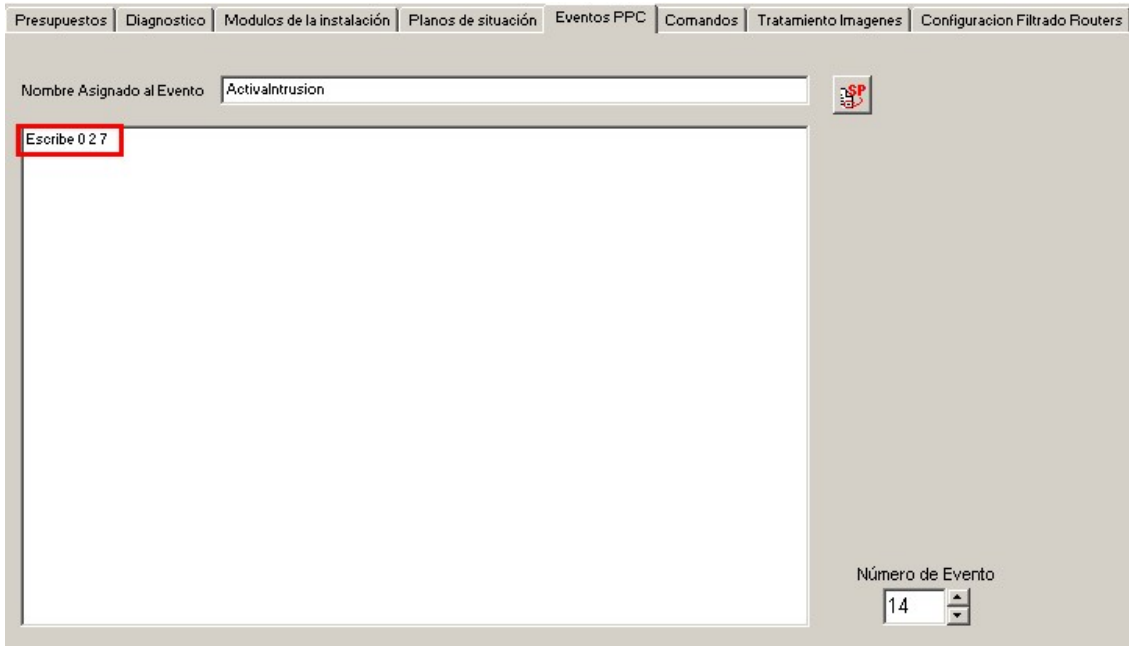 Presupuestos Diagnostico Modulos de la instalación Planos de situación Eventos PPC Comandos Tratamiento Imagenes Configuracion Filtrado Routers
Nombre Asignado al Evento ActivaIntrusion SP
Escribe 0 2 7
Número de Evento
14